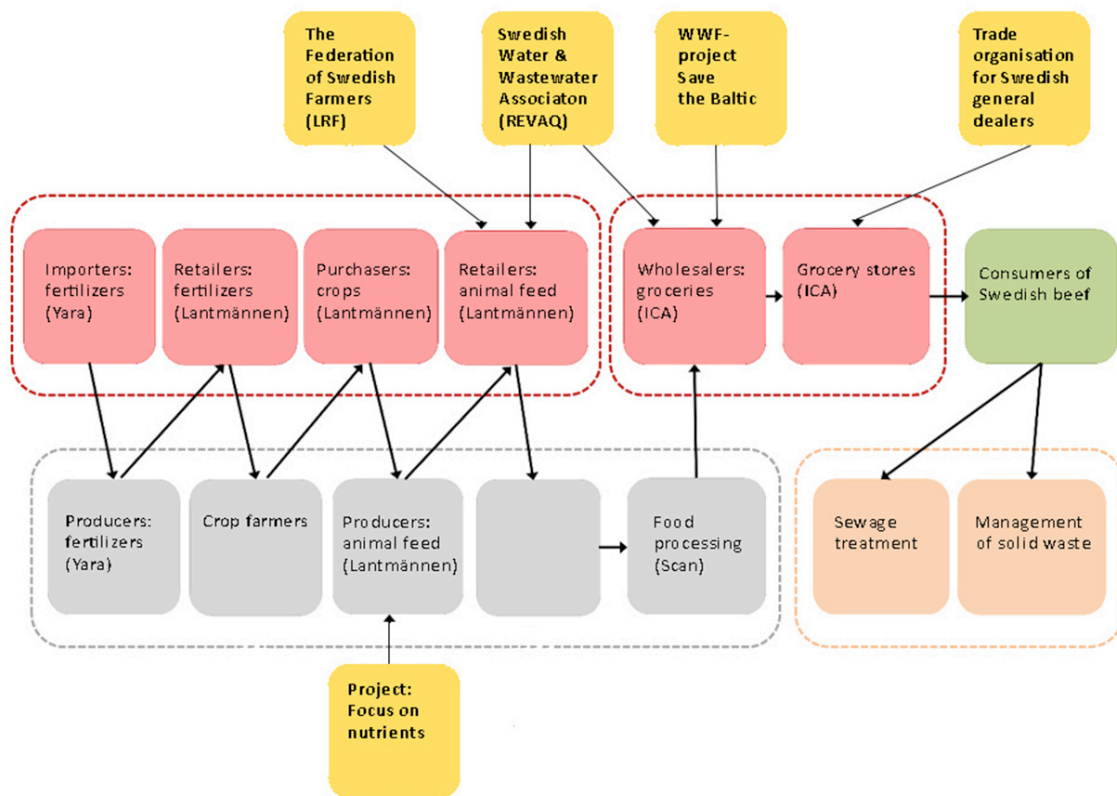 The
Federation
of Swedish
Farmers
(LRF)
Swedish
Water &
Wastewater
Associaton
(REVAQ)
WWF-
project
Save
the Baltic
Trade
organisation
for Swedish
general
dealers
Importers:
fertilizers
(Yara)
Retailers:
fertilizers
(Lantmännen)
Purchasers:
crops
(Lantmännen)
Retailers:
animal feed
(Lantmännen)
Wholesalers:
groceries
(ICA)
Grocery stores
(ICA)
Consumers of
Swedish beef
Producers:
fertilizers
(Yara)
Crop farmers
Producers:
animal feed
(Lantmännen)
Food
processing
(Scan)
Sewage
treatment
Management
of solid waste
Project:
Focus on
nutrients